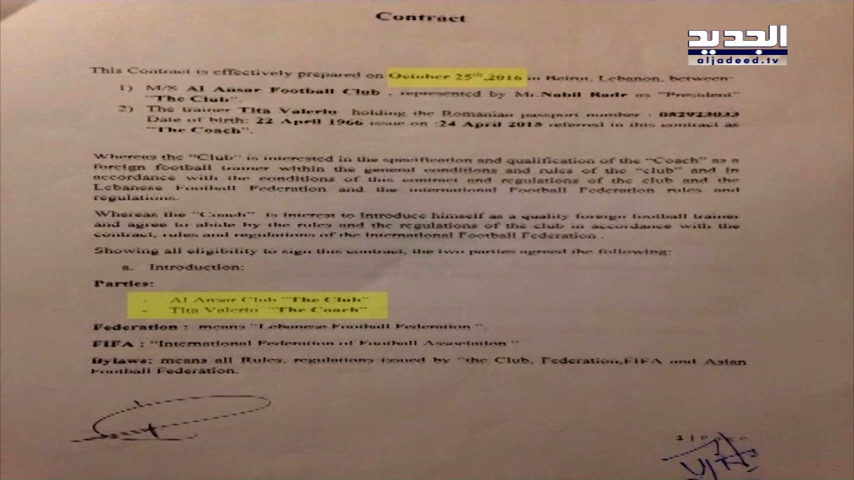 Contract
الجديد
aljadeed.tv
This Contract is effectively prepared on October 25th, 2016 in Beirut, Lebanon, between:
1) M/S Al Ansar Football Club - represented by Mr. Nabil Badr as "President"
"The Club".
2) The trainer Tita Valeriu holding the Romanian passport number : 082923033
Date of birth: 22 April 1966 issue on :24 April 2015 referred in this contract as
"The Coach".
Whereas the "Club" is interested in the specification and qualification of the "Coach" as a
foreign football trainer within the general conditions and rules of the "club" and in
accordance with the conditions of this contract and regulations of the club and the
Lebanese Football Federation and the international Football Federation rules and
regulations.
Whereas the "Coach" is interest to introduce himself as a quality foreign football trainer
and agree to abide by the rules and the regulations of the club in accordance with the
contract, rules and regulations of the International Football Federation .
Showing all eligibility to sign this contract, the two parties agreed the following:
a. Introduction:
Parties:
- Al Ansar Club "The Club"
- Tita Valeriu "The Coach"
Federation : means "Lebanese Football Federation ".
FIFA : "International Federation of Football Association "
Bylaws: means all Rules, regulations issued by "the Club, Federation,FIFA and Asian
Football Federation.